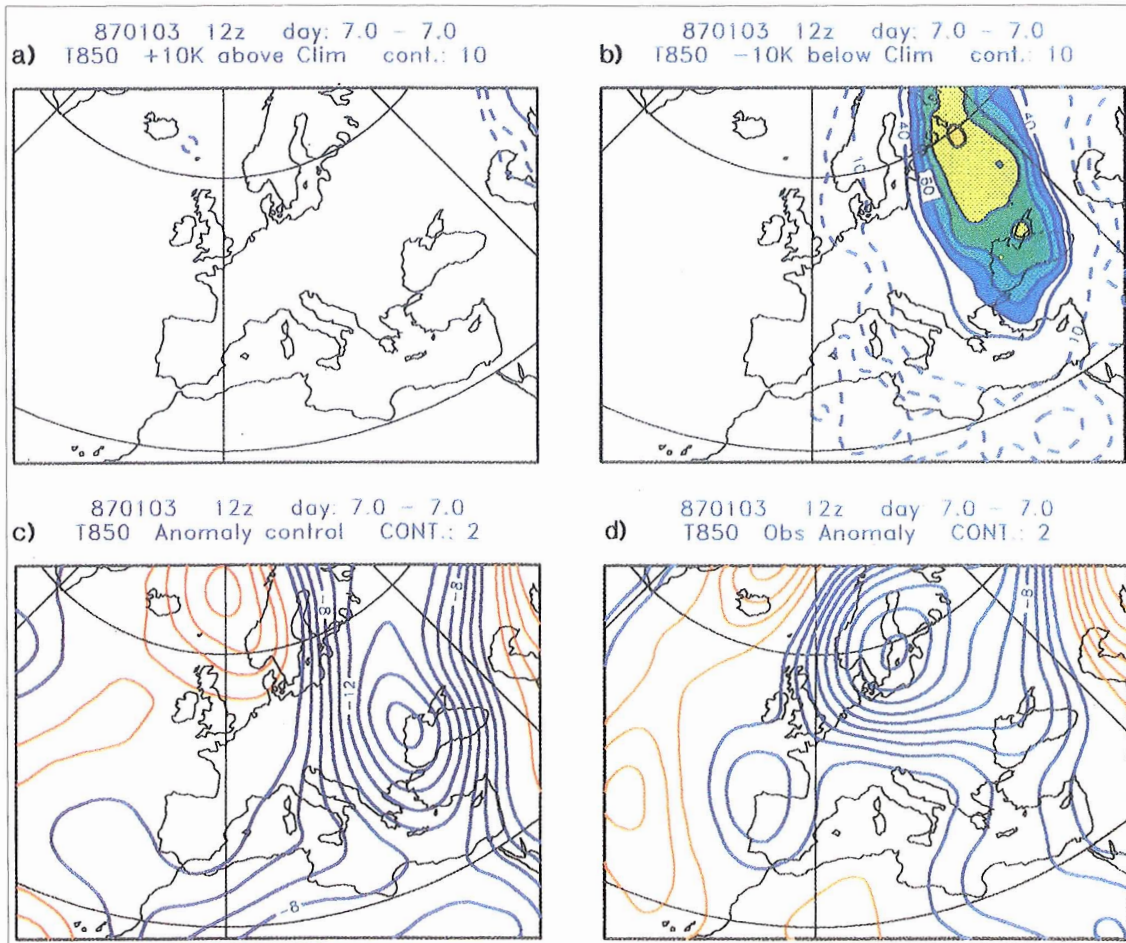 870103 12z day: 7.0 - 7.0
a) T850 +10K above Clim cont.: 10
870103 12z day: 7.0 - 7.0
b) T850 -10K below Clim cont.: 10
40
40
10
50
10
870103 12z day: 7.0 - 7.0
c) T850 Anomaly control CONT.: 2
870103 12z day 7.0 - 7.0
d) T850 Obs Anomaly CONT.: 2
-8
-8
-8
-12
-8